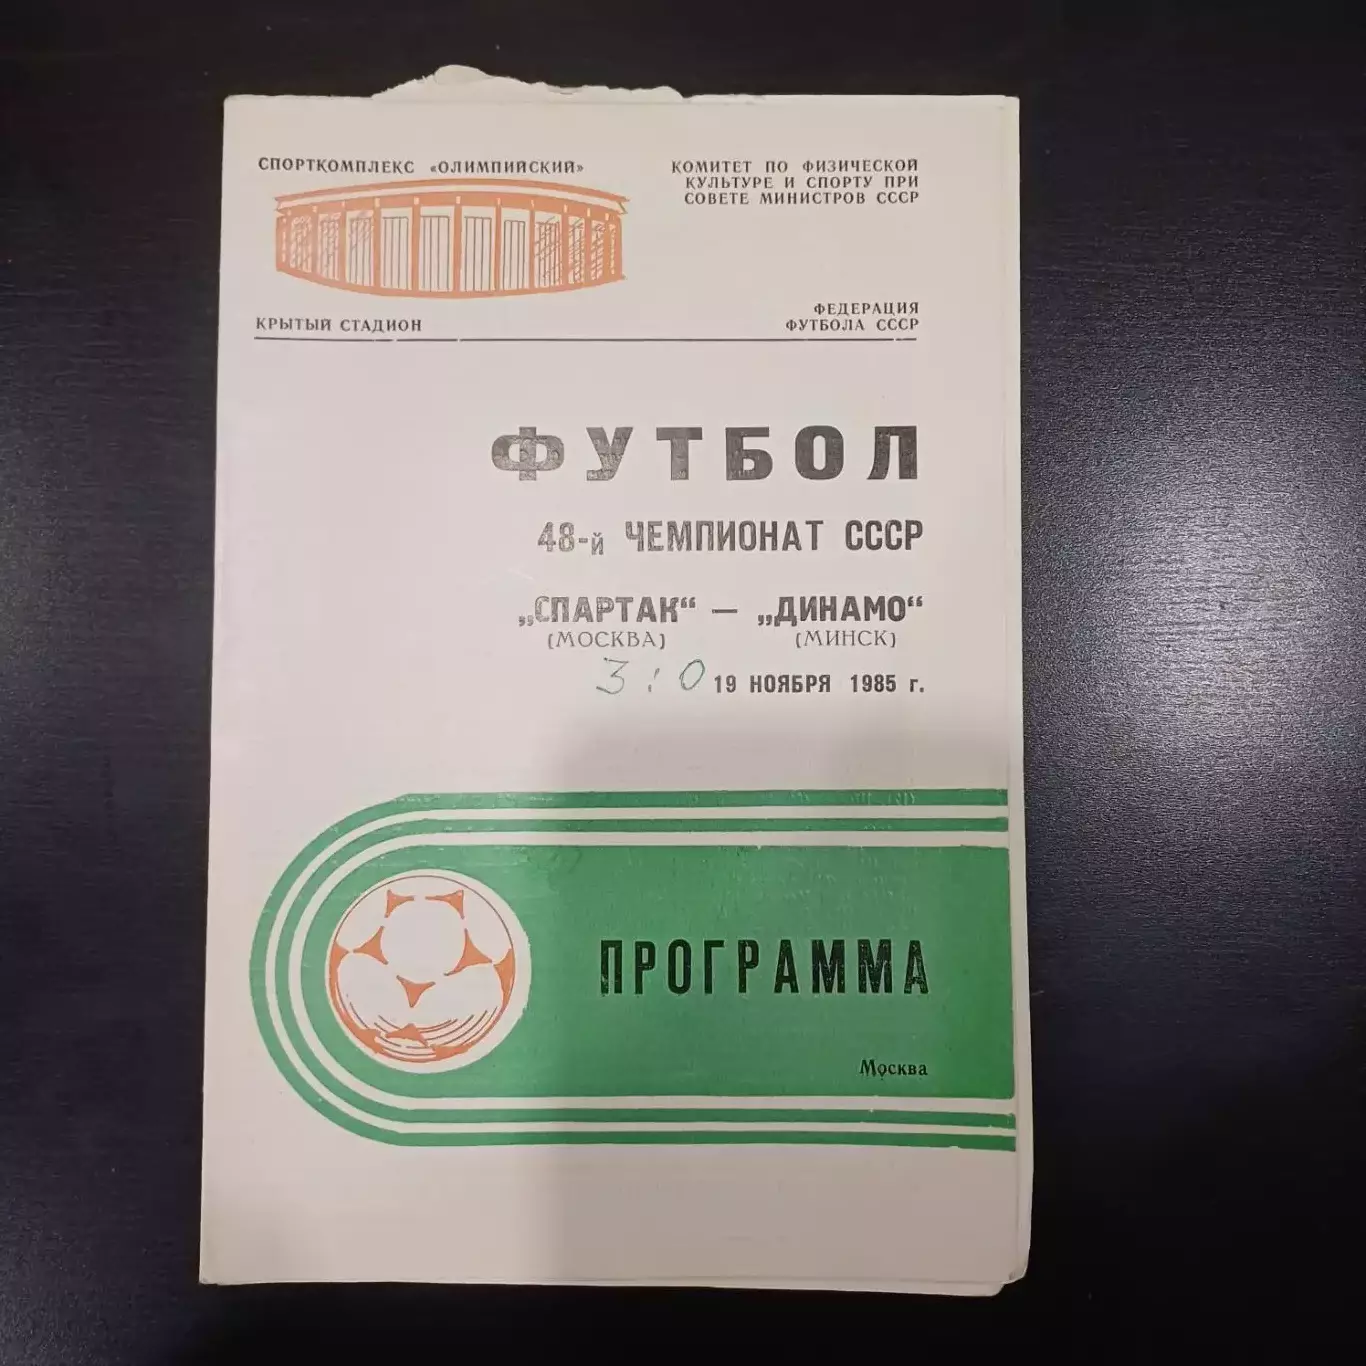 СПОРТКОМПЛЕКС «ОЛИМПИЙСКИЙ»
КРЫТЫЙ СТАДИОН
КОМИТЕТ ПО ФИЗИЧЕСКОЙ
КУЛЬТУРЕ И СПОРТУ ПРИ
СОВЕТЕ МИНИСТРОВ СССР
ФЕДЕРАЦИЯ
ФУТБОЛА СССР
ФУТБОЛ
48-й ЧЕМПИОНАТ СССР
„СПАРТАК“ — „ДИНАМО“
(МОСКВА) (МИНСК)
3:0 19 НОЯБРЯ 1985 г.
ПРОГРАММА
Москва